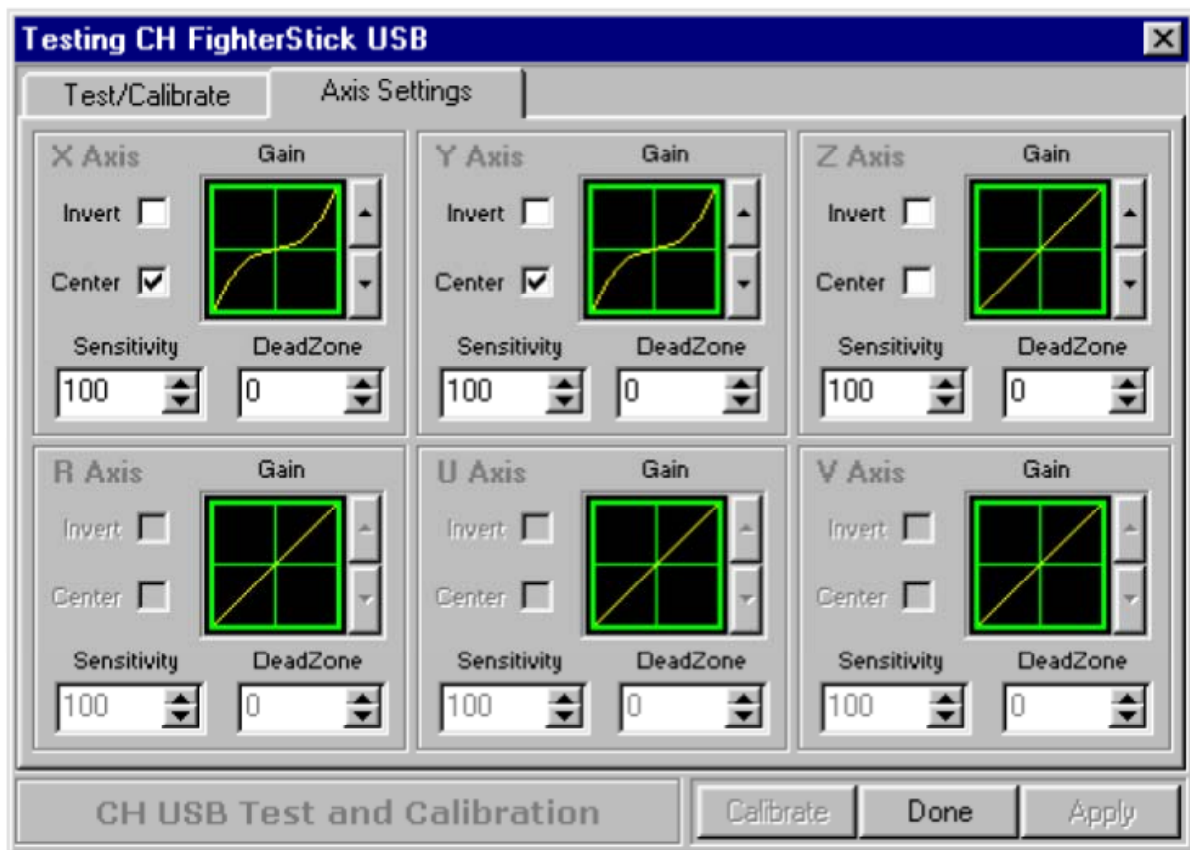 Testing CH FighterStick USB
Test/Calibrate Axis Settings
X Axis Gain
Invert
Center
Sensitivity DeadZone
100 0
Y Axis Gain
Invert
Center
Sensitivity DeadZone
100 0
Z Axis Gain
Invert
Center
Sensitivity DeadZone
100 0
R Axis Gain
Invert
Center
Sensitivity DeadZone
100 0
U Axis Gain
Invert
Center
Sensitivity DeadZone
100 0
V Axis Gain
Invert
Center
Sensitivity DeadZone
100 0
CH USB Test and Calibration
Calibrate Done Apply